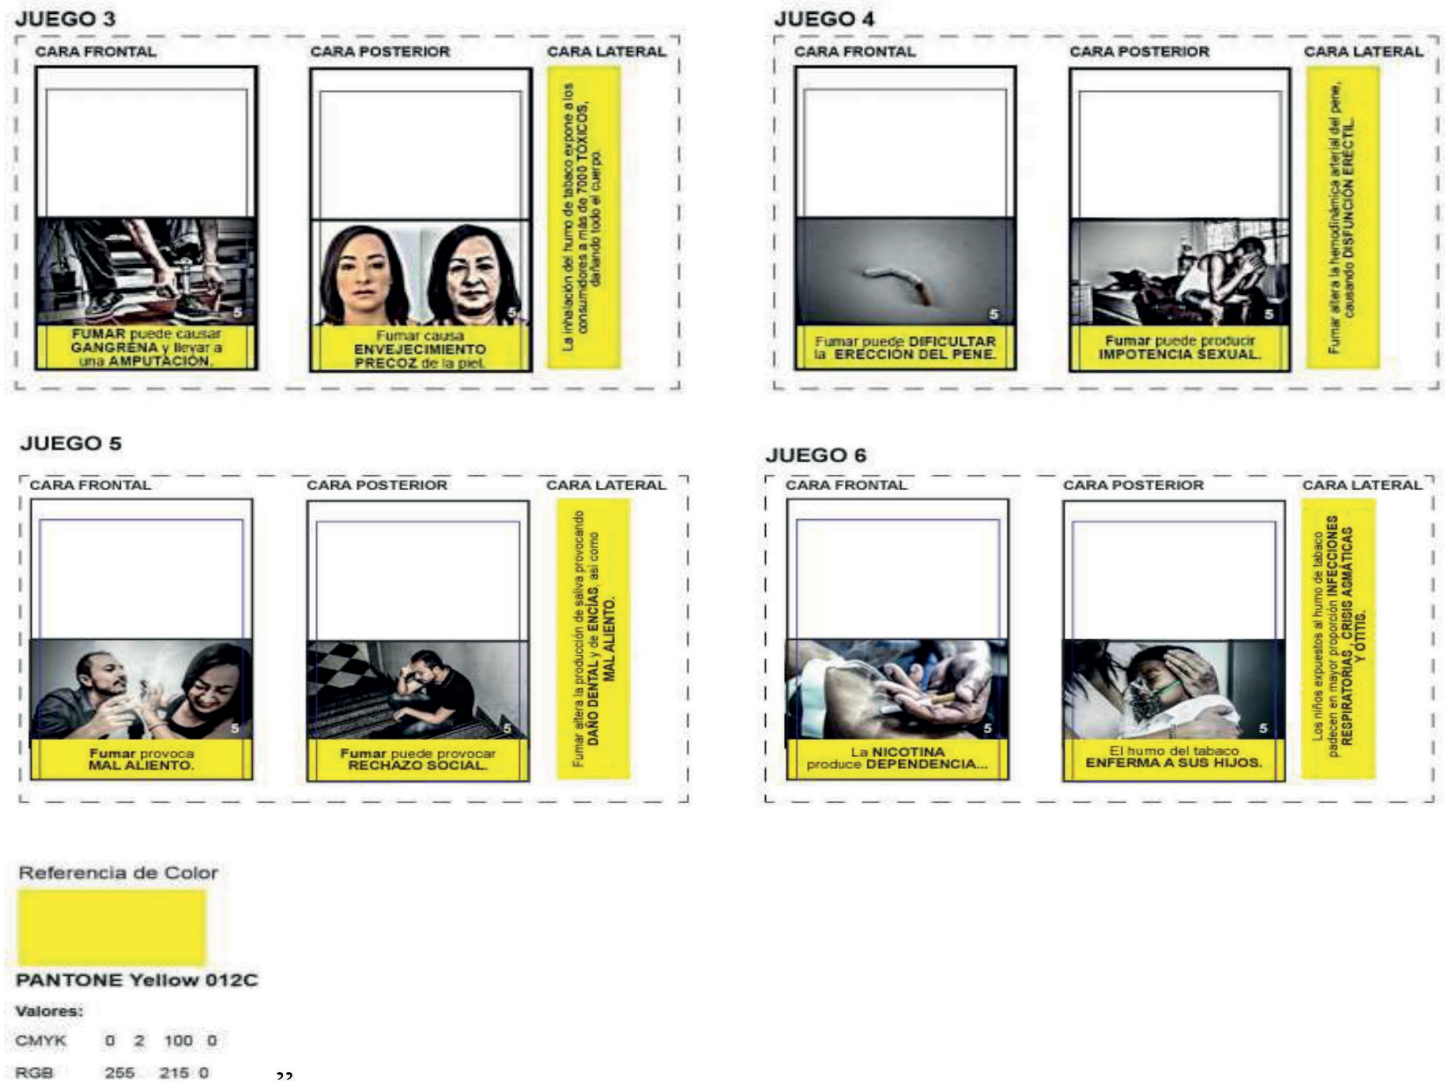 JUEGO 3
CARA FRONTAL
CARA POSTERIOR
CARA LATERAL
5
FUMAR puede causar
GANGRENA y llevar a
una AMPUTACIÓN.
5
Fumar causa
ENVEJECIMIENTO
PRECOZ de la piel.
La inhalación del humo de tabaco expone a los
consumidores a más de 7000 TÓXICOS,
dañando todo el cuerpo.
JUEGO 4
CARA FRONTAL
CARA POSTERIOR
CARA LATERAL
5
Fumar puede DIFICULTAR
la ERECCIÓN DEL PENE.
5
Fumar puede producir
IMPOTENCIA SEXUAL.
Fumar altera la hemodinámica arterial del pene,
causando DISFUNCIÓN ERÉCTIL.
JUEGO 5
CARA FRONTAL
CARA POSTERIOR
CARA LATERAL
5
Fumar provoca
MAL ALIENTO.
5
Fumar puede provocar
RECHAZO SOCIAL.
Fumar altera la producción de saliva provocando
DAÑO DENTAL y de ENCÍAS, así como
MAL ALIENTO.
JUEGO 6
CARA FRONTAL
CARA POSTERIOR
CARA LATERAL
5
La NICOTINA
produce DEPENDENCIA...
5
El humo del tabaco
ENFERMA A SUS HIJOS.
Los niños expuestos al humo de tabaco
padecen en mayor proporción INFECCIONES
RESPIRATORIAS , CRISIS ASMÁTICAS
Y OTITIS.
Referencia de Color
PANTONE Yellow 012C
Valores:
CMYK 0 2 100 0
RGB 255 215 0 ”